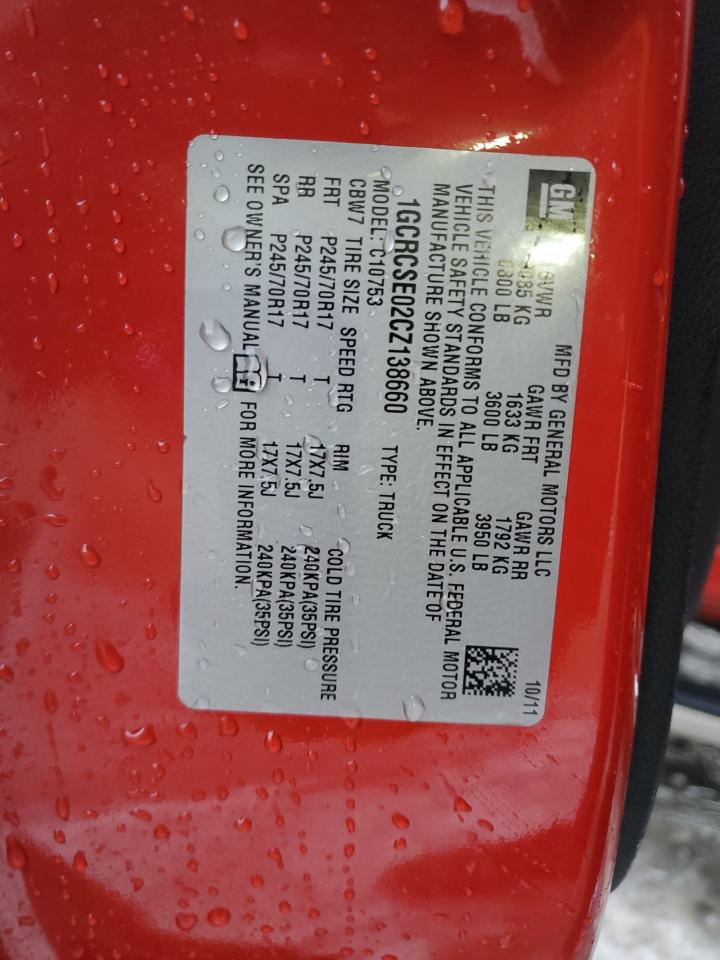 GM
MFD BY GENERAL MOTORS LLC
10/11
GVWR GAWR FRT GAWR RR
KG 1633 KG 1792 KG
LB 3600 LB 3950 LB
THIS VEHICLE CONFORMS TO ALL APPLICABLE U.S. FEDERAL MOTOR
VEHICLE SAFETY STANDARDS IN EFFECT ON THE DATE OF
MANUFACTURE SHOWN ABOVE.
1GCRCSE02CZ138660 TYPE: TRUCK
MODEL: C10753
CBW7 TIRE SIZE SPEED RTG RIM COLD TIRE PRESSURE
FRT P245/70R17 T 17X7.5J 240KPA(35PSI)
RR P245/70R17 T 17X7.5J 240KPA(35PSI)
SPA P245/70R17 T 17X7.5J 240KPA(35PSI)
SEE OWNER'S MANUAL FOR MORE INFORMATION.